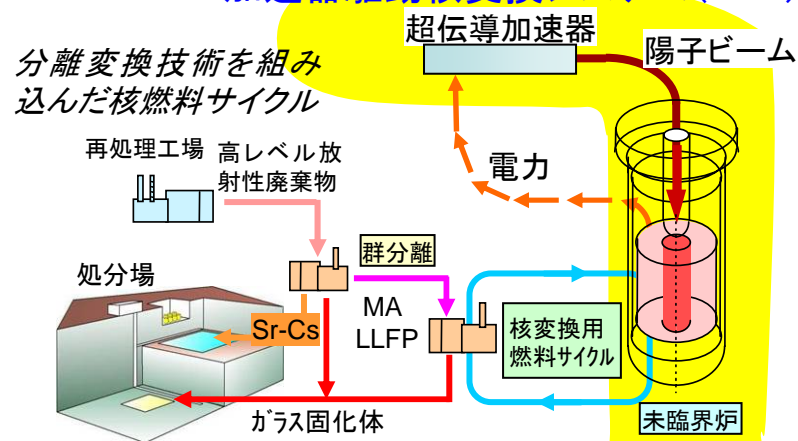 超伝導加速器
陽子ビーム
分離変換技術を組み
込んだ核燃料サイクル
再処理工場
高レベル放
射性廃棄物
電力
群分離
処分場
Sr-Cs
MA
LLFP
核変換用
燃料サイクル
ガラス固化体
未臨界炉